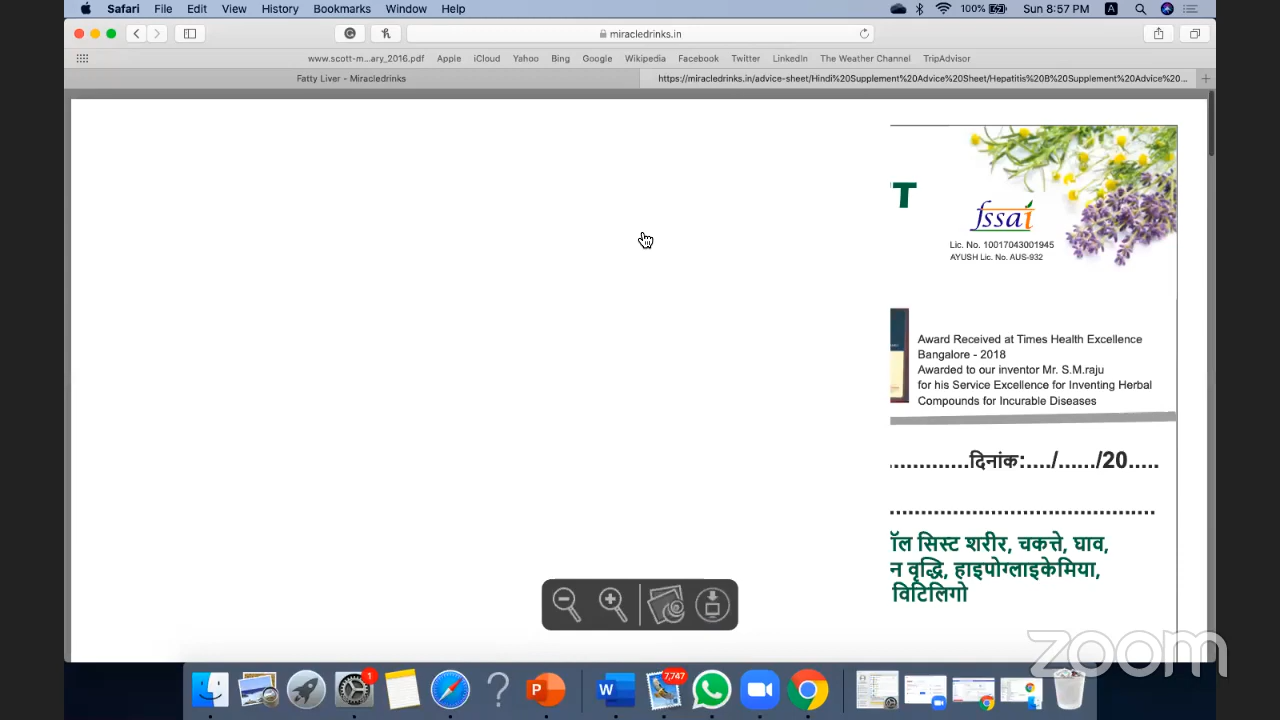 Safari File Edit View History Bookmarks Window Help 100% Sun 8:57 PM A
miracledrinks.in
www.scott-m...ary_2016.pdf Apple iCloud Yahoo Bing Google Wikipedia Facebook Twitter LinkedIn The Weather Channel TripAdvisor
Fatty Liver - Miracledrinks
https://miracledrinks.in/advice-sheet/Hindi%20Supplement%20Advice%20Sheet/Hepatitis%20B%20Supplement%20Advice%20...
T
fssai
Lic. No. 10017043001945
AYUSH Lic. No. AUS-932
Award Received at Times Health Excellence
Bangalore - 2018
Awarded to our inventor Mr. S.M.raju
for his Service Excellence for Inventing Herbal
Compounds for Incurable Diseases
.............दिनांक:..../....../20.....
ॉल सिस्ट शरीर, चकत्ते, घाव,
न वृद्धि, हाइपोग्लाइकेमिया,
विटिलिगो
zoom
1
P
W
7,747